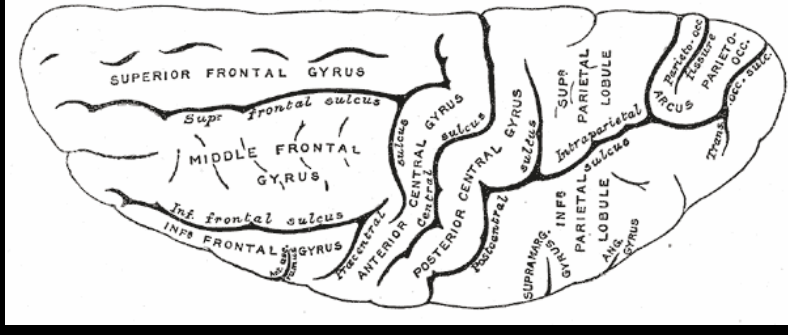 SUPERIOR FRONTAL GYRUS
Supr frontal sulcus
MIDDLE FRONTAL
GYRUS
Inf. frontal sulcus
INFR FRONTAL GYRUS
ramus
Præcentral
sulcus
ANTERIOR CENTRAL GYRUS
Central sulcus
POSTERIOR CENTRAL GYRUS
Postcentral
sulcus
SUPR
PARIETAL
LOBULE
Intraparietal
sulcus
INFR
PARIETAL
LOBULE
SUPRAMARG.
GYRUS
ANG.
GYRUS
Parieto-occ.
fissure
PARIETO-
OCC.
ARCUS
Trans. occ. sulc.